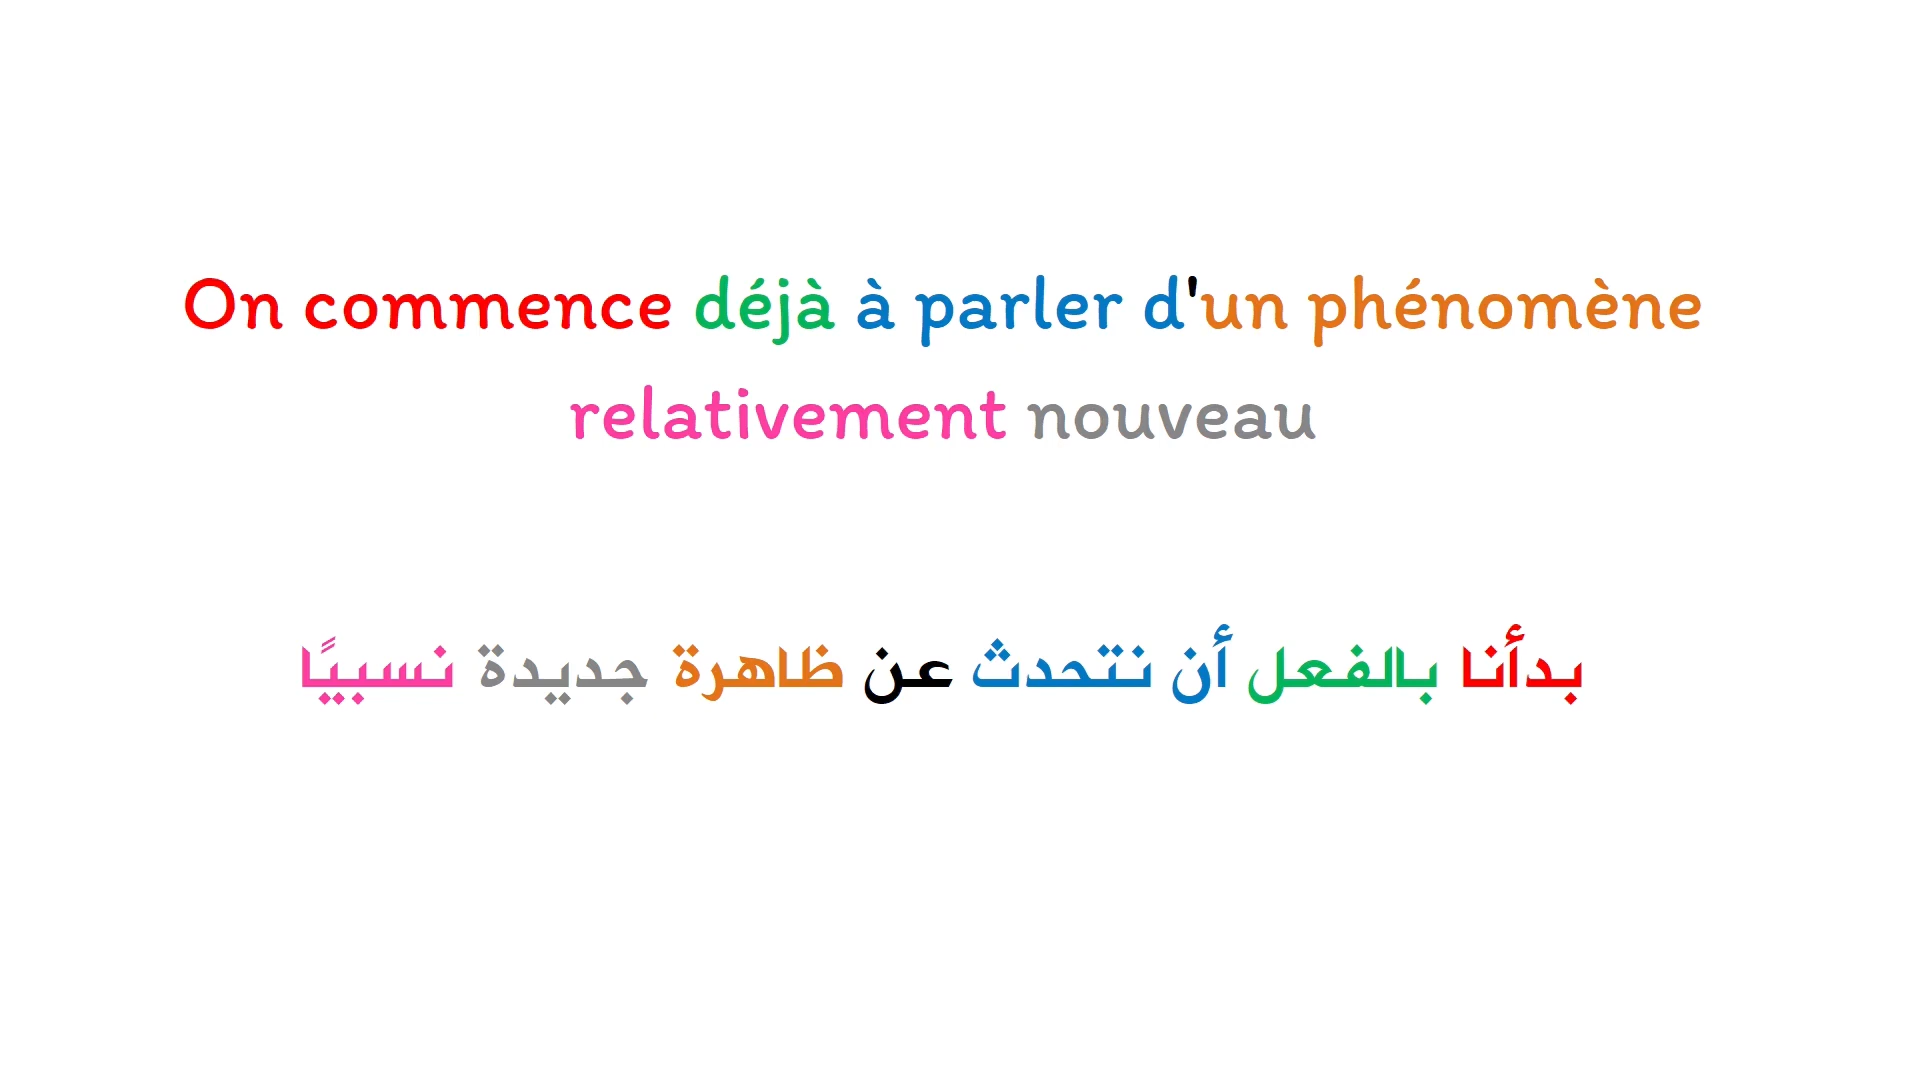 On commence déjà à parler d'un phénomène
relativement nouveau
بدأنا بالفعل أن نتحدث عن ظاهرة جديدة نسبيًا